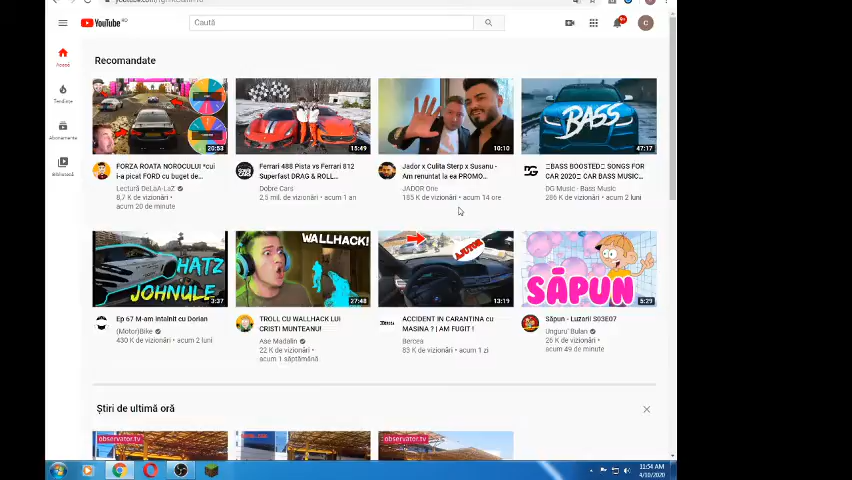 YouTube RO
Caută
9+
C
Acasă
Tendințe
Abonamente
Bibliotecă
Recomandate
20:53
15:49
10:10
BASS
47:17
FORZA ROATA NOROCULUI *cui
i-a picat FORD cu buget de...
Lectură DeLaA-LaZ
8,7 K de vizionări • acum 20 de minute
Ferrari 488 Pista vs Ferrari 812
Superfast DRAG & ROLL...
Dobre Cars
2,5 mil. de vizionări • acum 1 an
Jador x Culita Sterp x Susanu -
Am renuntat la ea PROMO...
JADOR One
185 K de vizionări • acum 14 ore
BASS BOOSTED SONGS FOR
CAR 2020 CAR BASS MUSIC...
DG Music - Bass Music
286 K de vizionări • acum 2 luni
HATZ
JOHNULE
3:37
WALLHACK!
27:48
AJUTOR
13:19
SĂPUN
5:29
Ep 67 M-am intalnit cu Dorian
(Motor)Bike
430 K de vizionări • acum 2 luni
TROLL CU WALLHACK LUI
CRISTI MUNTEANU!
Ase Madalin
22 K de vizionări •
acum 1 săptămână
ACCIDENT IN CARANTINA cu
MASINA ? | AM FUGIT !
Bercea
83 K de vizionări • acum 1 zi
Săpun - Luzării S03E07
Unguru' Bulan
26 K de vizionări •
acum 49 de minute
Știri de ultimă oră
observator.tv
observator.tv
11:54 AM
4/10/2020